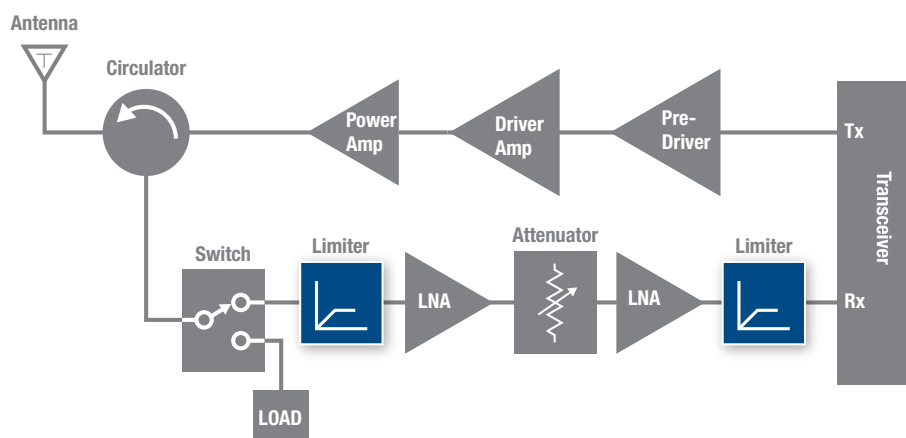 Antenna
Circulator
Power
Amp
Driver
Amp
Pre-
Driver
Tx
Transceiver
Switch
Limiter
LNA
Attenuator
LNA
Limiter
Rx
LOAD
T